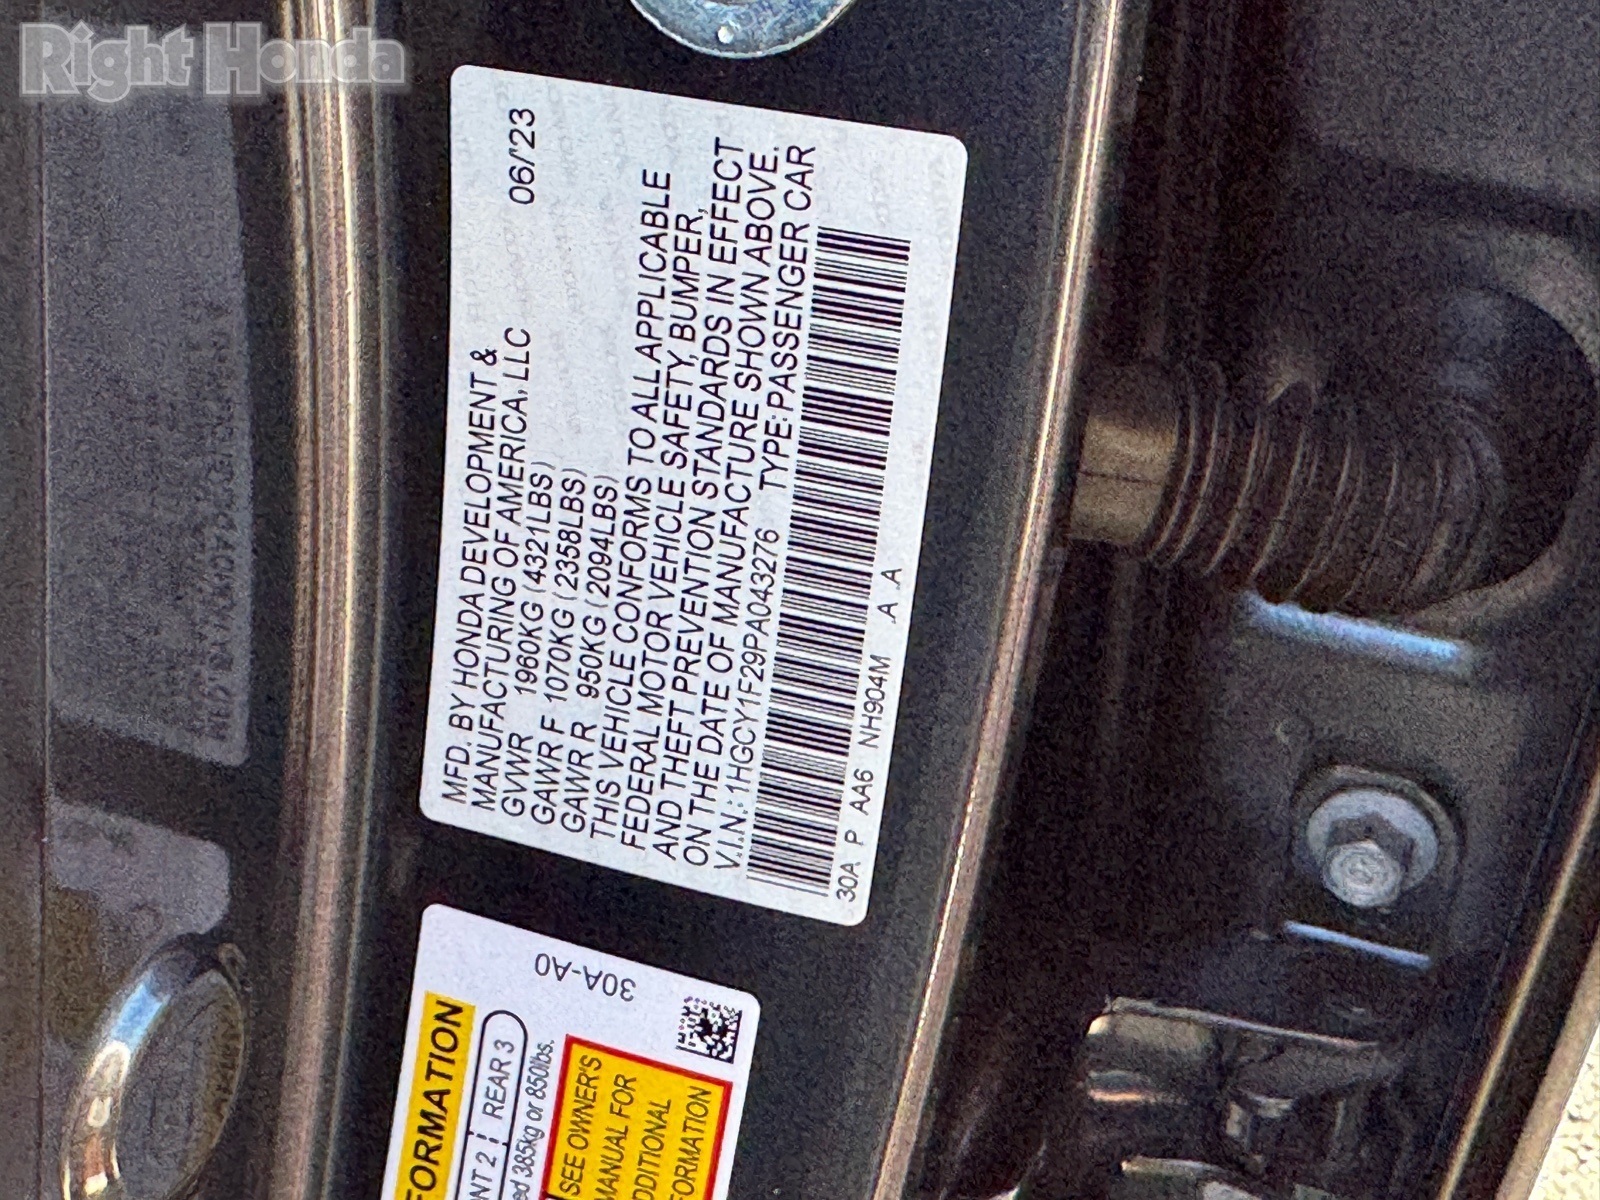 Right Honda
MFD. BY HONDA DEVELOPMENT &
MANUFACTURING OF AMERICA, LLC 06/23
GVWR 1960KG (4321LBS)
GAWR F 1070KG (2358LBS)
GAWR R 950KG (2094LBS)
THIS VEHICLE CONFORMS TO ALL APPLICABLE
FEDERAL MOTOR VEHICLE SAFETY, BUMPER,
AND THEFT PREVENTION STANDARDS IN EFFECT
ON THE DATE OF MANUFACTURE SHOWN ABOVE.
V.I.N.: 1HGCY1F29PA043276 TYPE: PASSENGER CAR
30A P AA6 NH904M A A
30A-A0
FORMATION
NT 2 REAR 3
ed 385kg or 850lbs.
SEE OWNER'S
MANUAL FOR
DDITIONAL
FORMATION